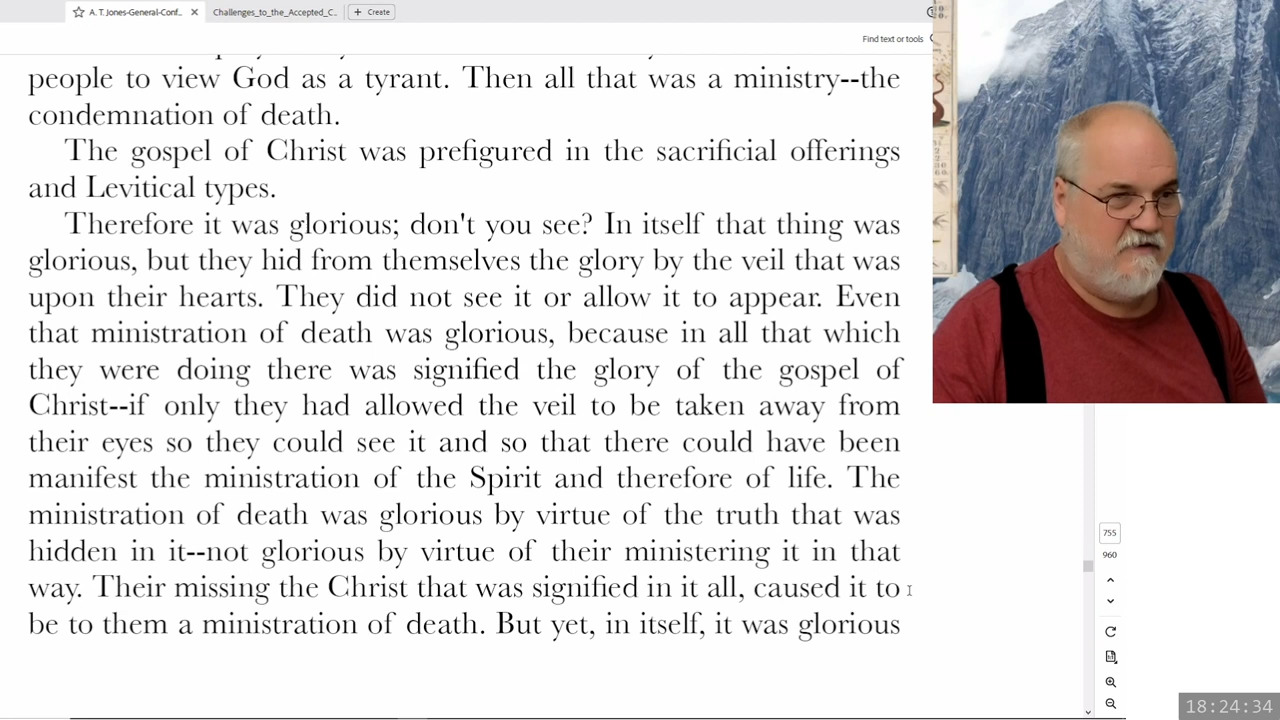 A. T. Jones-General-Conf...
Challenges_to_the_Accepted_C...
+ Create
Find text or tools
people to view God as a tyrant. Then all that was a ministry--the
condemnation of death.
The gospel of Christ was prefigured in the sacrificial offerings
and Levitical types.
Therefore it was glorious; don't you see? In itself that thing was
glorious, but they hid from themselves the glory by the veil that was
upon their hearts. They did not see it or allow it to appear. Even
that ministration of death was glorious, because in all that which
they were doing there was signified the glory of the gospel of
Christ--if only they had allowed the veil to be taken away from
their eyes so they could see it and so that there could have been
manifest the ministration of the Spirit and therefore of life. The
ministration of death was glorious by virtue of the truth that was
hidden in it--not glorious by virtue of their ministering it in that
way. Their missing the Christ that was signified in it all, caused it to
be to them a ministration of death. But yet, in itself, it was glorious
755
960
18:24:34